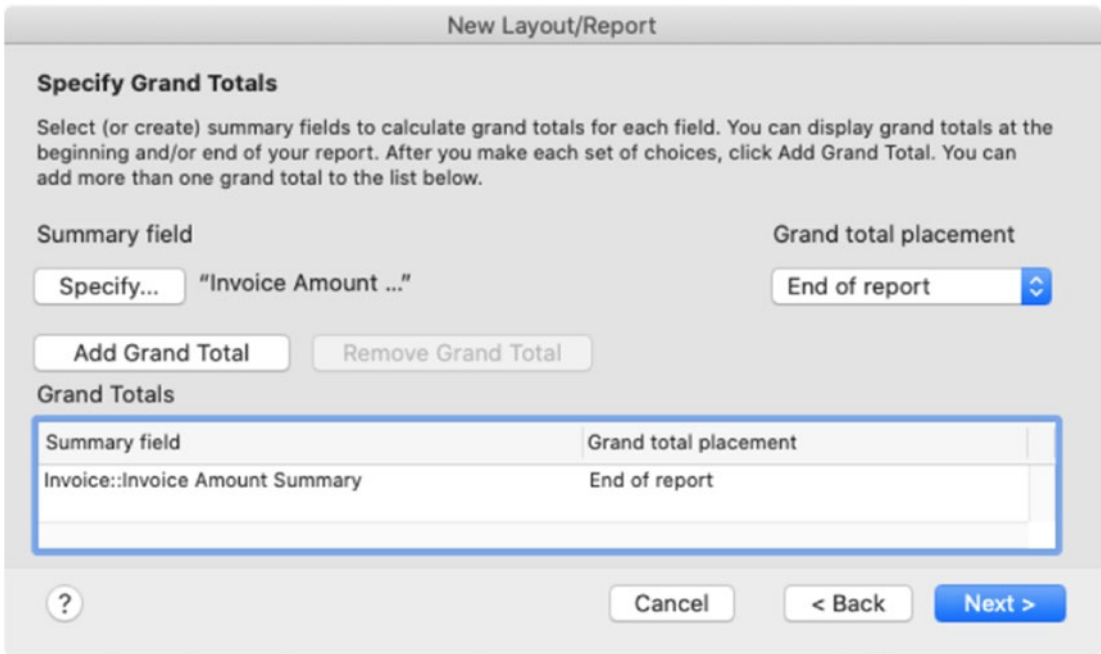 New Layout/Report
Specify Grand Totals
Select (or create) summary fields to calculate grand totals for each field. You can display grand totals at the
beginning and/or end of your report. After you make each set of choices, click Add Grand Total. You can
add more than one grand total to the list below.
Summary field
Grand total placement
Specify...
“Invoice Amount ...”
End of report
Add Grand Total
Remove Grand Total
Grand Totals
Summary field
Grand total placement
Invoice::Invoice Amount Summary
End of report
?
Cancel
< Back
Next >